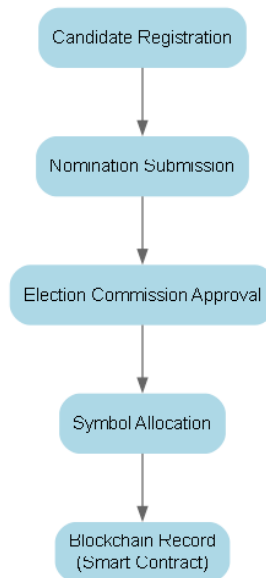 Candidate Registration
Nomination Submission
Election Commission Approval
Symbol Allocation
Blockchain Record
(Smart Contract)